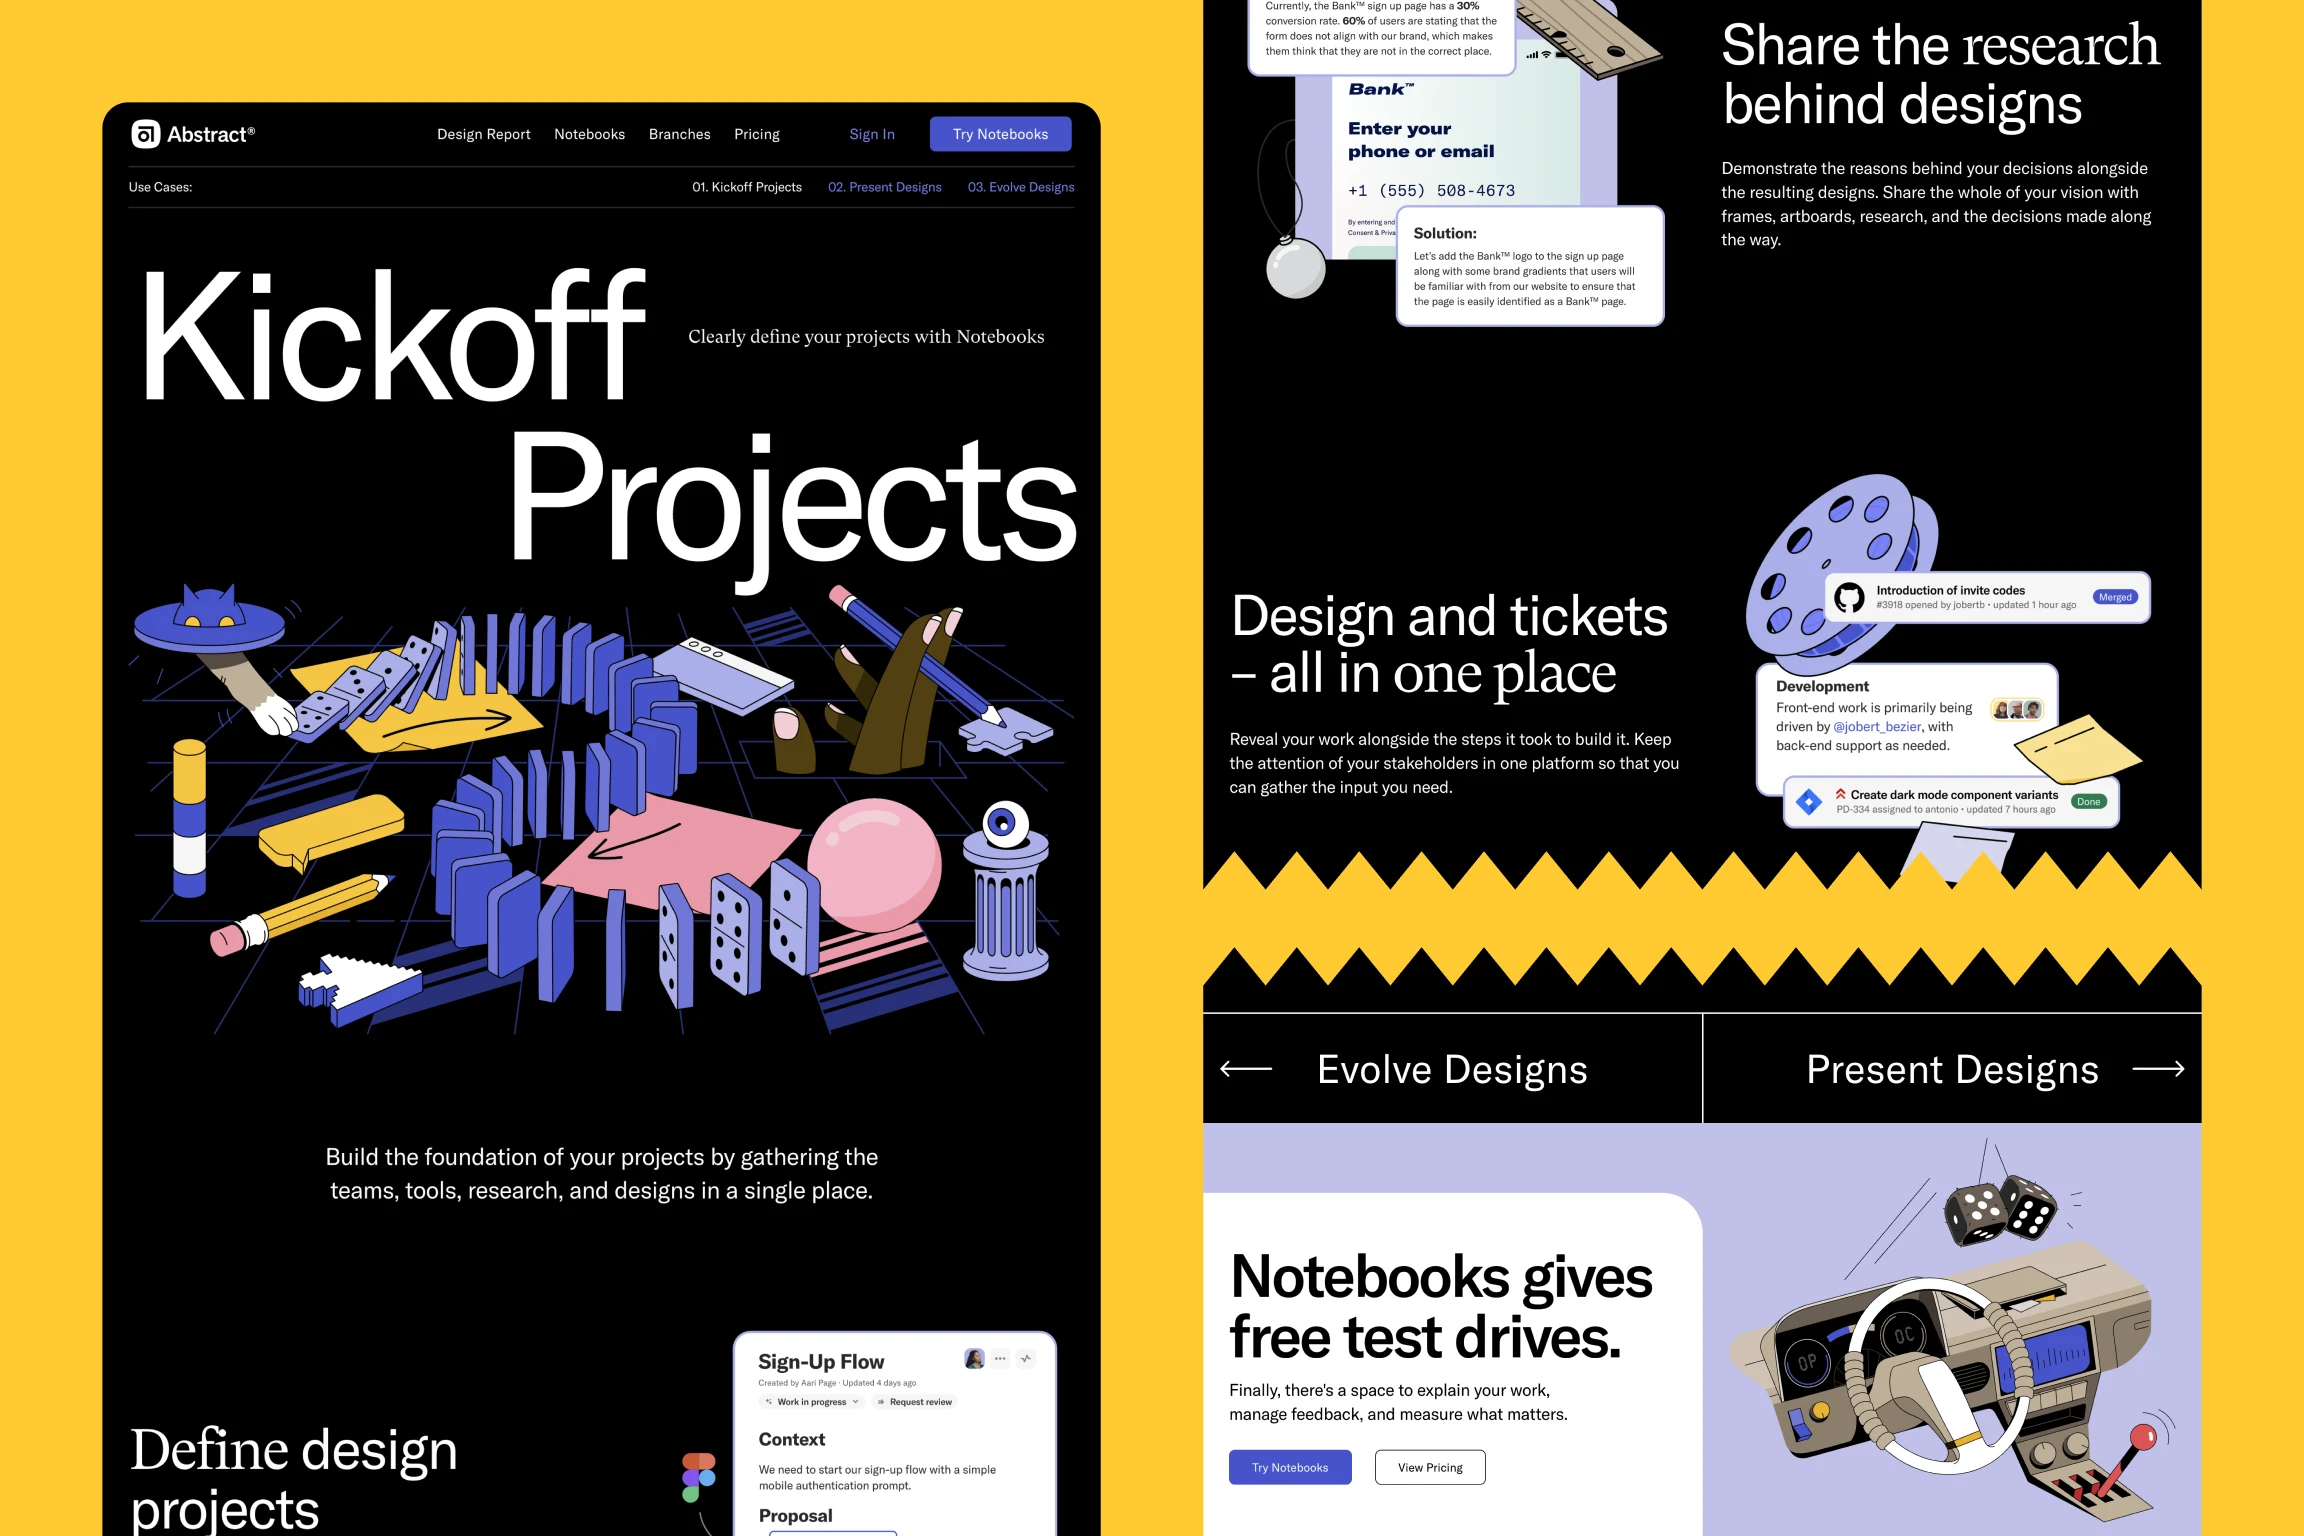 Abstract®
Design Report
Notebooks
Branches
Pricing
Sign In
Try Notebooks
Use Cases:
01. Kickoff Projects
02. Present Designs
03. Evolve Designs
Kickoff
Clearly define your projects with Notebooks
Projects
Build the foundation of your projects by gathering the
teams, tools, research, and designs in a single place.
Define design
projects
Sign-Up Flow
Created by Aari Page · Updated 4 days ago
Work in progress
Request review
Context
We need to start our sign-up flow with a simple
mobile authentication prompt.
Proposal
Currently, the Bank™ sign up page has a 30%
conversion rate. 60% of users are stating that the
form does not align with our brand, which makes
them think that they are not in the correct place.
Bank™
Enter your
phone or email
+1 (555) 508-4673
By entering and
Consent & Priva
Solution:
Let's add the Bank™ logo to the sign up page
along with some brand gradients that users will
be familiar with from our website to ensure that
the page is easily identified as a Bank™ page.
Share the research
behind designs
Demonstrate the reasons behind your decisions alongside
the resulting designs. Share the whole of your vision with
frames, artboards, research, and the decisions made along
the way.
Design and tickets
– all in one place
Reveal your work alongside the steps it took to build it. Keep
the attention of your stakeholders in one platform so that you
can gather the input you need.
Introduction of invite codes
#3918 opened by jobertb • updated 1 hour ago
Merged
Development
Front-end work is primarily being
driven by @jobert_bezier, with
back-end support as needed.
Create dark mode component variants
PD-334 assigned to antonio • updated 7 hours ago
Done
Evolve Designs
Present Designs
Notebooks gives
free test drives.
Finally, there's a space to explain your work,
manage feedback, and measure what matters.
Try Notebooks
View Pricing
OP
OC